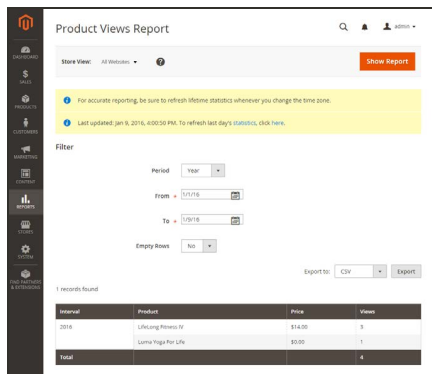 Product Views Report
admin
Store View: All Websites
Show Report
DASHBOARD
SALES
PRODUCTS
CUSTOMERS
MARKETING
CONTENT
REPORTS
STORES
SYSTEM
FIND PARTNERS
& EXTENSIONS
For accurate reporting, be sure to refresh lifetime statistics whenever you change the time zone.
Last updated: Jan 9, 2016, 4:00:50 PM. To refresh last day's statistics, click here.
Filter
Period Year
From * 1/1/16
To * 1/9/16
Empty Rows No
Export to: CSV Export
1 records found
Interval Product Price Views
2016 LifeLong Fitness IV $14.00 3
Luma Yoga For Life $0.00 1
Total 4